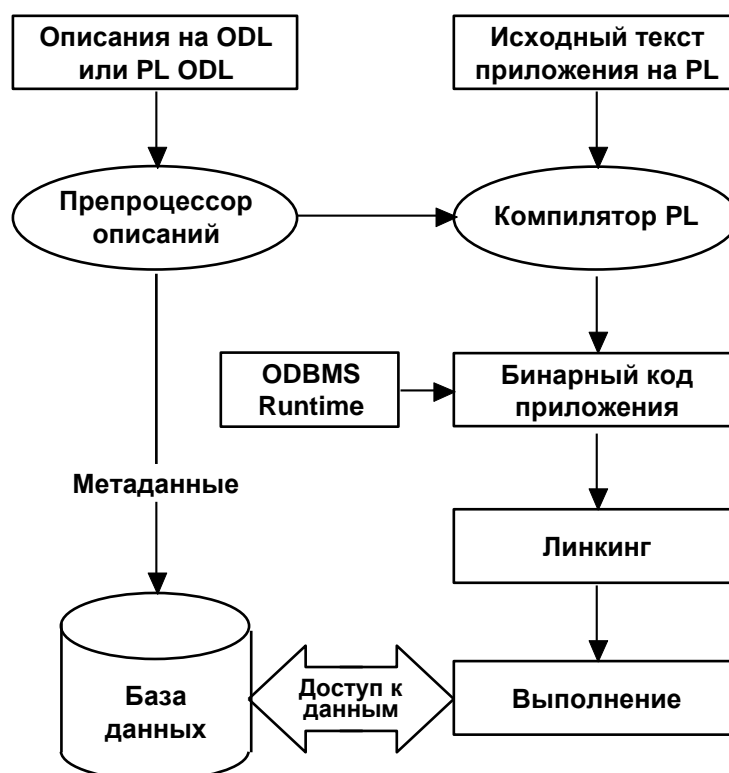 Описания на ODL
или PL ODL
Исходный текст
приложения на PL
Препроцессор
описаний
Компилятор PL
ODBMS
Runtime
Бинарный код
приложения
Метаданные
Линкинг
База
данных
Доступ к
данным
Выполнение